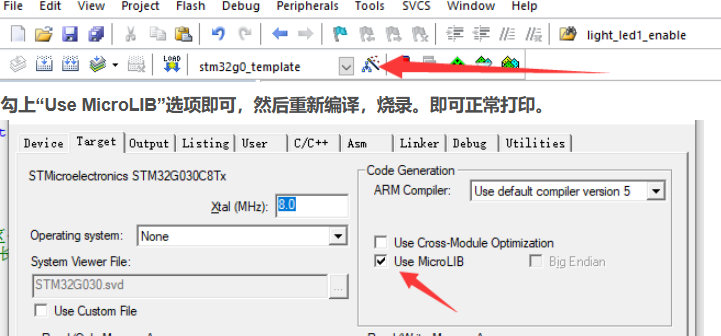 File Edit View Project Flash Debug Peripherals Tools SVCS Window Help
light_led1_enable
LOAD stm32g0_template
勾上“Use MicroLIB”选项即可，然后重新编译，烧录。即可正常打印。
Device Target Output Listing User C/C++ Asm Linker Debug Utilities
STMicroelectronics STM32G030C8Tx
Code Generation
Xtal (MHz): 8.0
ARM Compiler: Use default compiler version 5
Operating system: None
Use Cross-Module Optimization
System Viewer File:
Use MicroLIB Big Endian
STM32G030.svd ...
Use Custom File